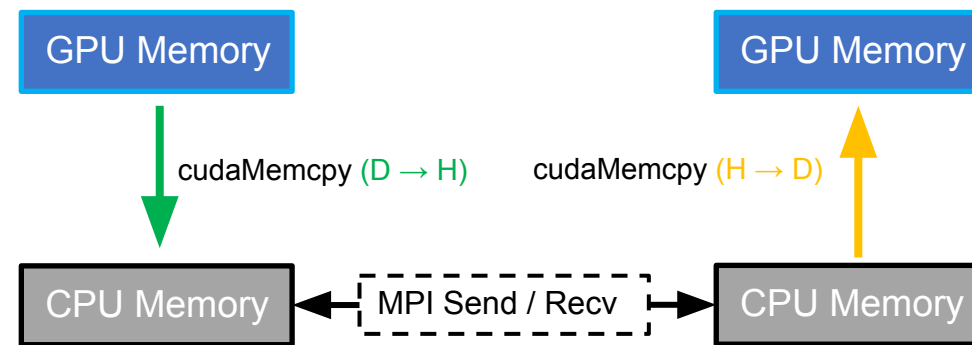 GPU Memory
GPU Memory
cudaMemcpy (D → H)
cudaMemcpy (H → D)
CPU Memory
MPI Send / Recv
CPU Memory